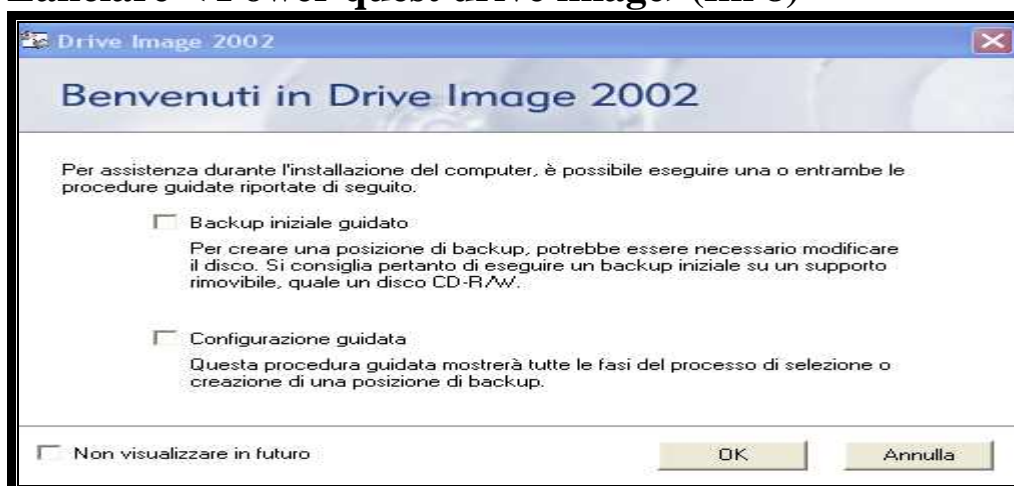 Drive Image 2002
Benvenuti in Drive Image 2002
Per assistenza durante l'installazione del computer, è possibile eseguire una o entrambe le
procedure guidate riportate di seguito.
Backup iniziale guidato
Per creare una posizione di backup, potrebbe essere necessario modificare
il disco. Si consiglia pertanto di eseguire un backup iniziale su un supporto
rimovibile, quale un disco CD-R/W.
Configurazione guidata
Questa procedura guidata mostrerà tutte le fasi del processo di selezione o
creazione di una posizione di backup.
Non visualizzare in futuro
OK
Annulla